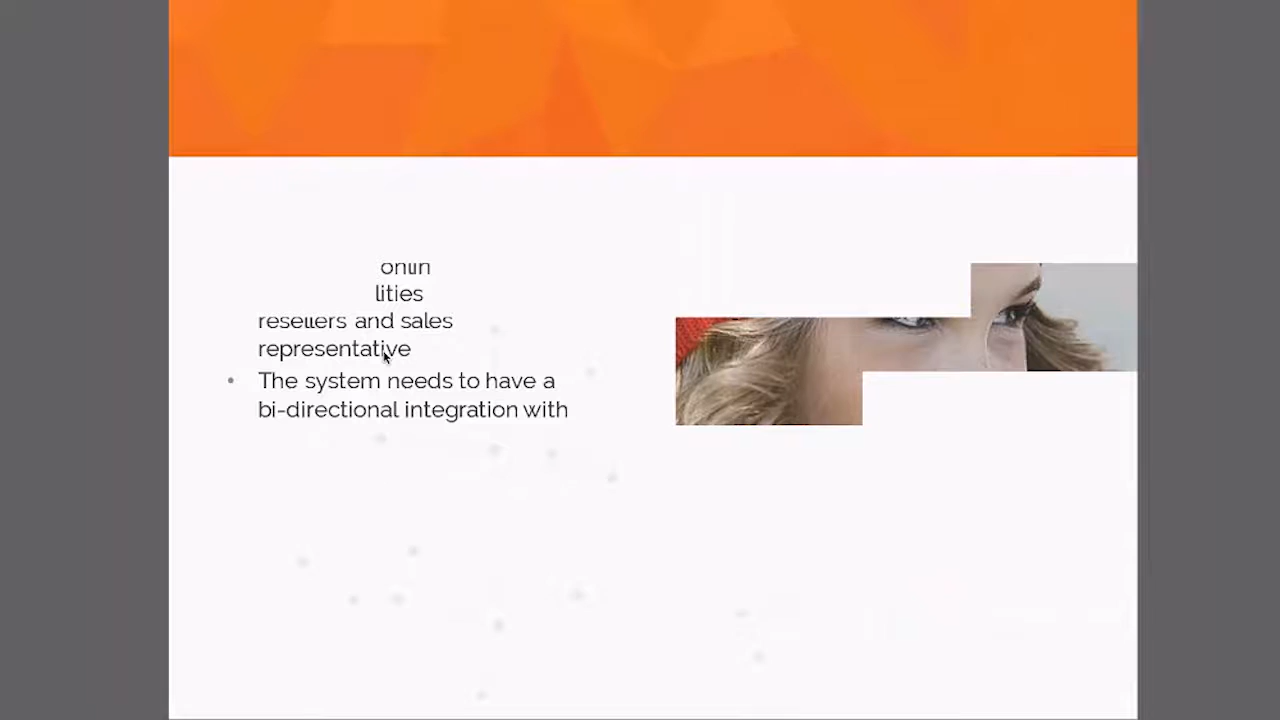 lities
resellers and sales
representative
• The system needs to have a
bi-directional integration with